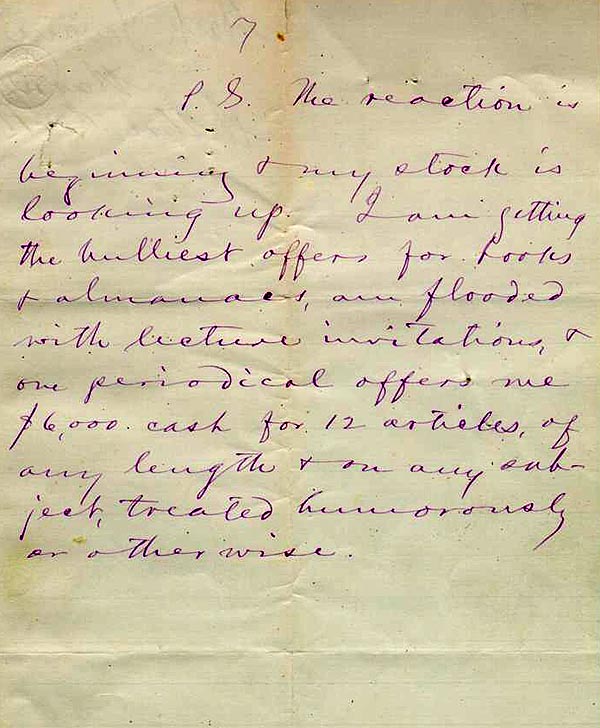 7
P. S. The reaction is
beginning & my stock is
looking up. I am getting
the bulliest offers for books
& almanacs, am flooded
with lecture invitations, &
one periodical offers me
$6,000. cash for 12 articles, of
any length & on any sub-
ject, treated humorously
or otherwise.